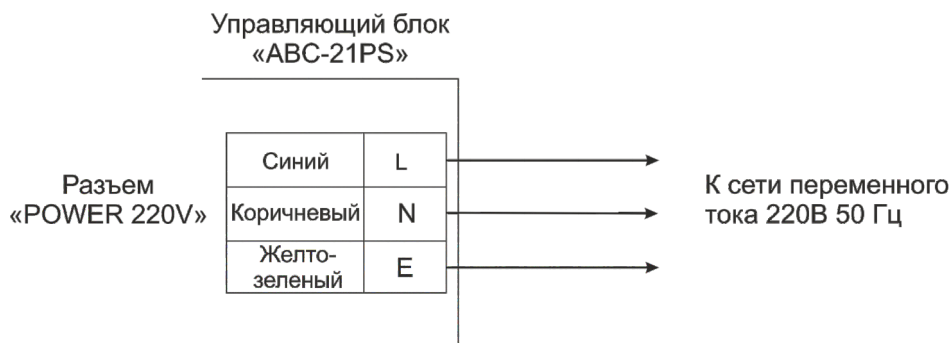 Управляющий блок
«ABC-21PS»
Разъем
«POWER 220V»
Синий L
Коричневый N
Желто-
зеленый E
К сети переменного
тока 220В 50 Гц